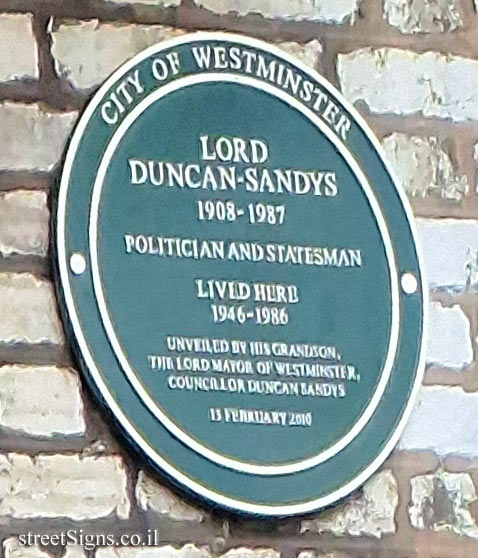 CITY OF WESTMINSTER
LORD
DUNCAN-SANDYS
1908-1987
POLITICIAN AND STATESMAN
LIVED HERE
1946-1986
UNVEILED BY HIS GRANDSON,
THE LORD MAYOR OF WESTMINSTER,
COUNCILLOR DUNCAN SANDYS
13 FEBRUARY 2010
streetSigns.co.il